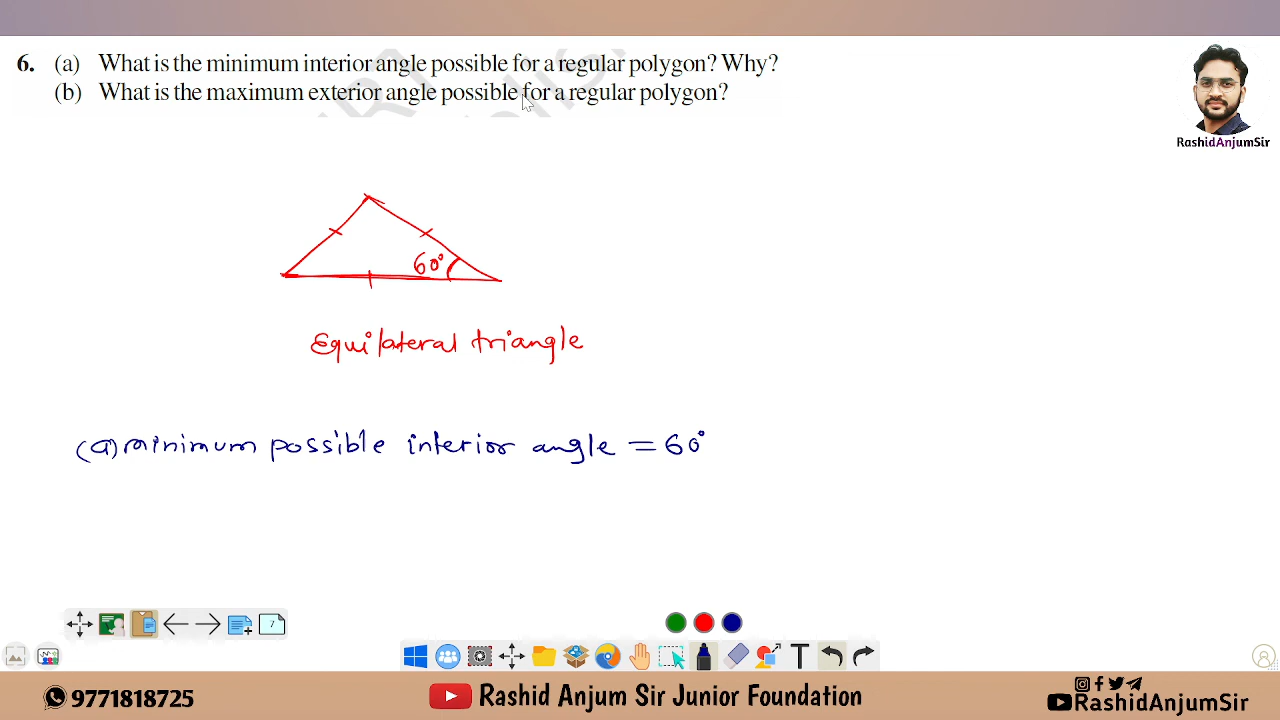 6. (a) What is the minimum interior angle possible for a regular polygon? Why?
(b) What is the maximum exterior angle possible for a regular polygon?
RashidAnjumSir
60°
Equilateral triangle
(a) minimum possible interior angle = 60°
7
9771818725
Rashid Anjum Sir Junior Foundation
RashidAnjumSir